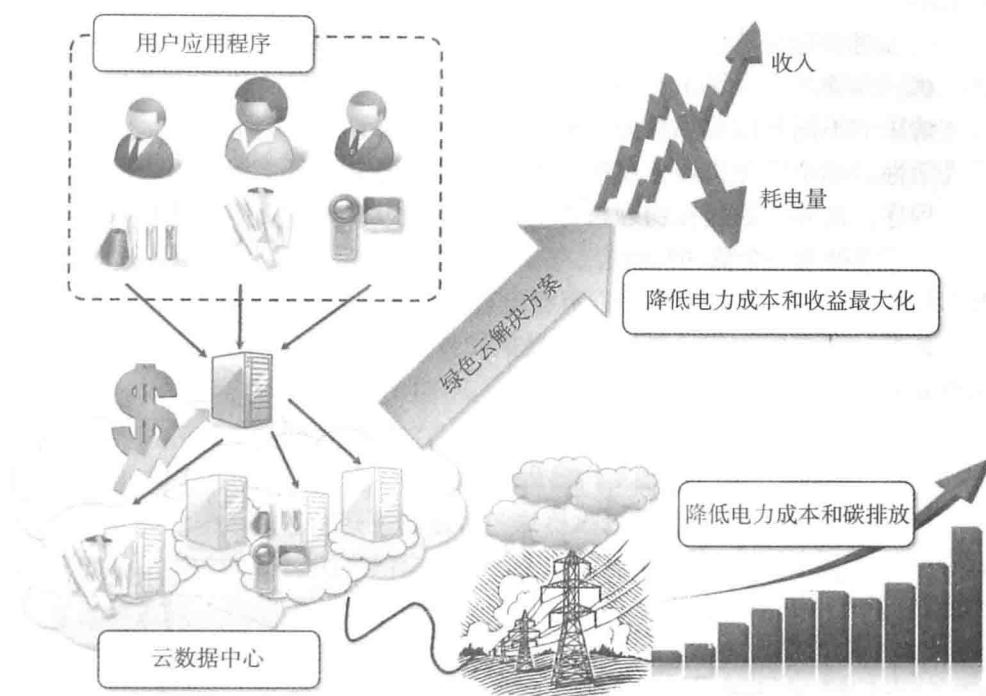 用户应用程序
收入
耗电量
降低电力成本和收益最大化
绿色云解决方案
$
降低电力成本和碳排放
云数据中心